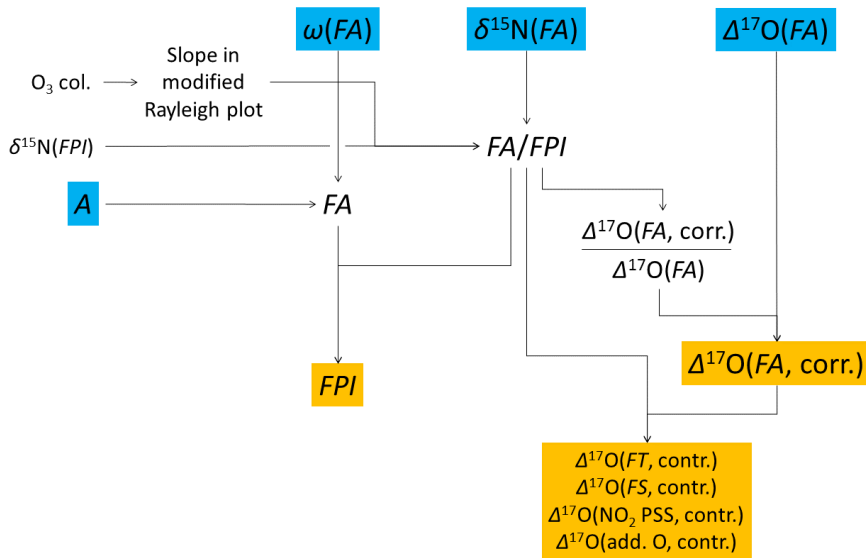 ω(FA)
δ¹⁵N(FA)
Δ¹⁷O(FA)
O₃ col.
Slope in
modified
Rayleigh plot
δ¹⁵N(FPI)
FA/FPI
A
FA
Δ¹⁷O(FA, corr.)
Δ¹⁷O(FA)
Δ¹⁷O(FA, corr.)
FPI
Δ¹⁷O(FT, contr.)
Δ¹⁷O(FS, contr.)
Δ¹⁷O(NO₂ PSS, contr.)
Δ¹⁷O(add. O, contr.)